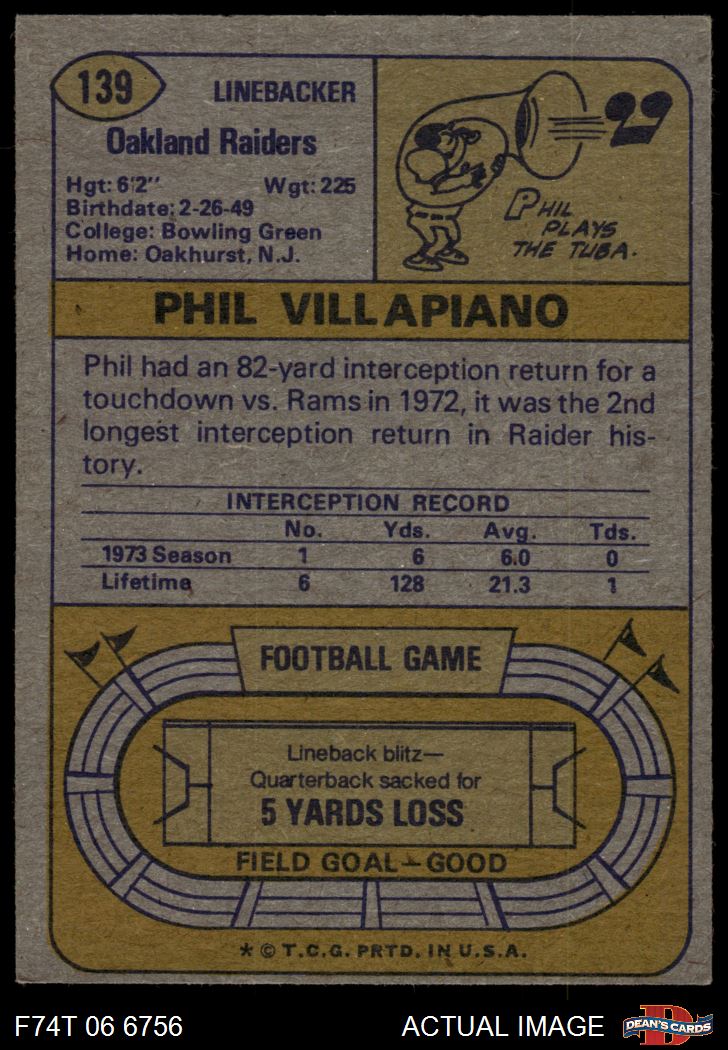 139
LINEBACKER
Oakland Raiders
Hgt: 6'2" Wgt: 225
Birthdate: 2-26-49
College: Bowling Green
Home: Oakhurst, N.J.
29
PHIL
PLAYS
THE TUBA.
PHIL VILLAPIANO
Phil had an 82-yard interception return for a
touchdown vs. Rams in 1972, it was the 2nd
longest interception return in Raider his-
tory.
INTERCEPTION RECORD
No. Yds. Avg. Tds.
1973 Season 1 6 6.0 0
Lifetime 6 128 21.3 1
FOOTBALL GAME
Lineback blitz—
Quarterback sacked for
5 YARDS LOSS
FIELD GOAL—GOOD
* © T.C.G. PRTD. IN U.S.A.
F74T 06 6756 ACTUAL IMAGE
D
DEAN'S CARDS